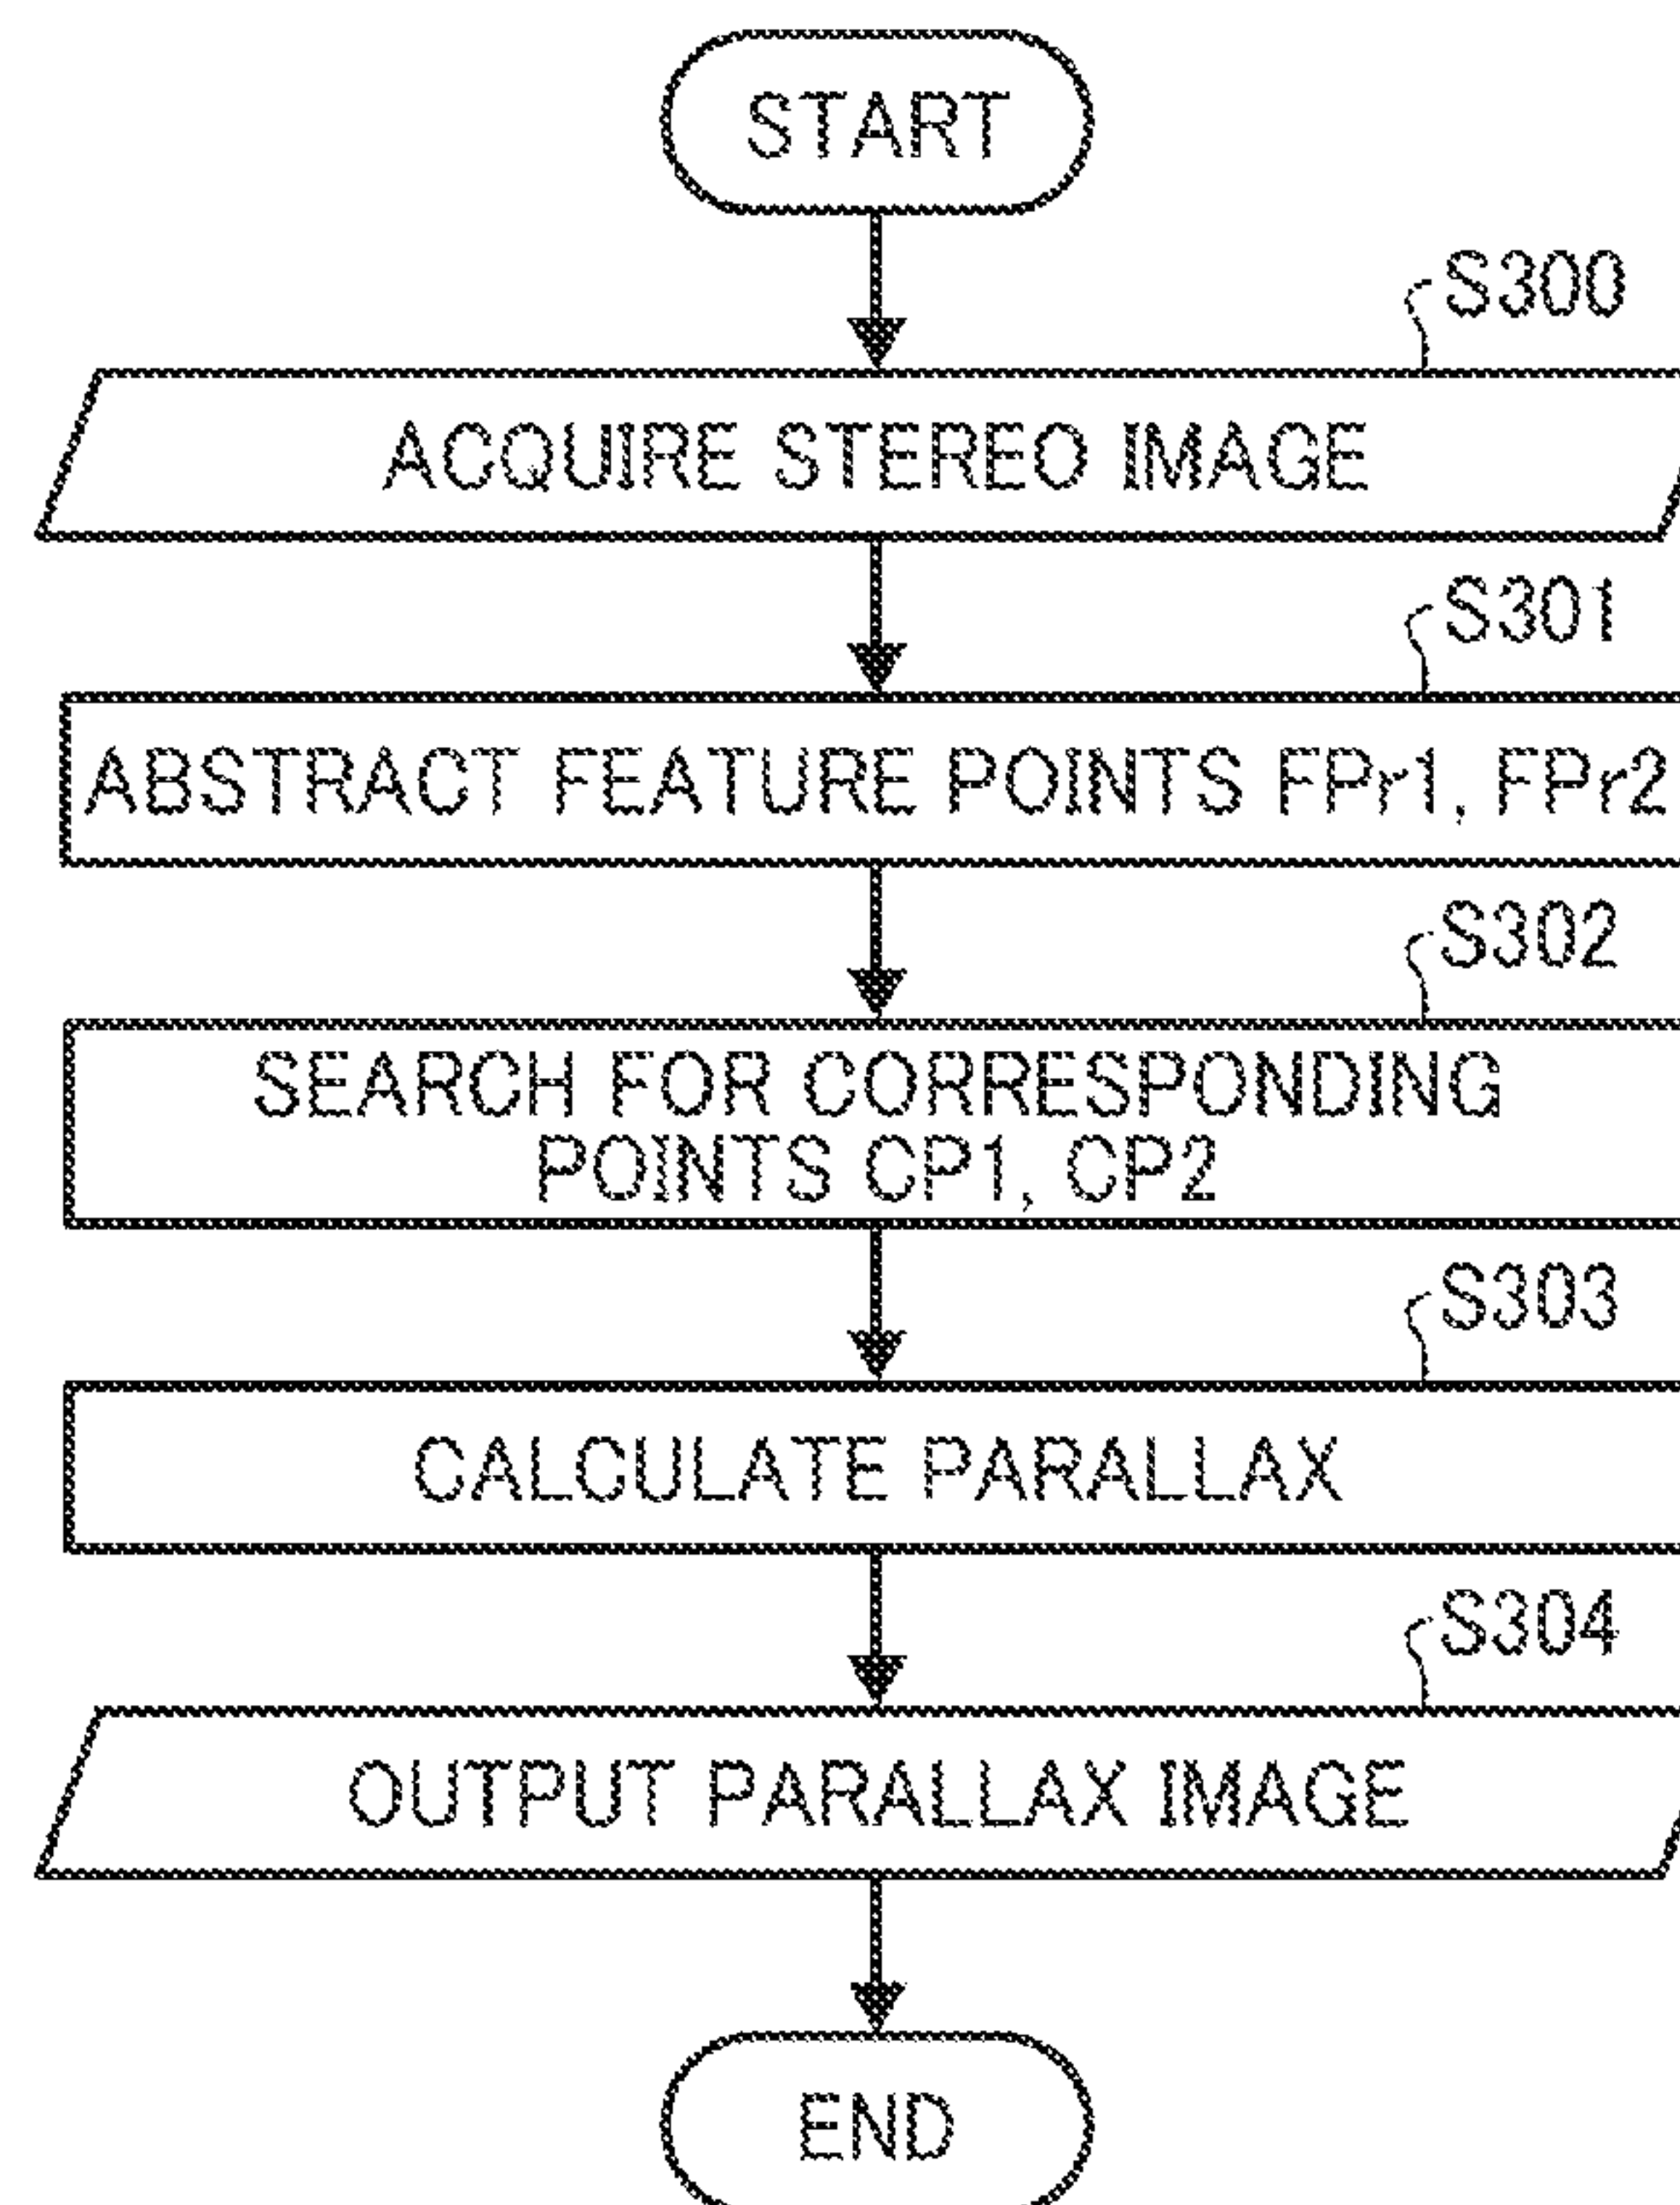 START
S300
ACQUIRE STEREO IMAGE
S301
ABSTRACT FEATURE POINTS FPr1, FPr2
S302
SEARCH FOR CORRESPONDING
POINTS CP1, CP2
S303
CALCULATE PARALLAX
S304
OUTPUT PARALLAX IMAGE
END